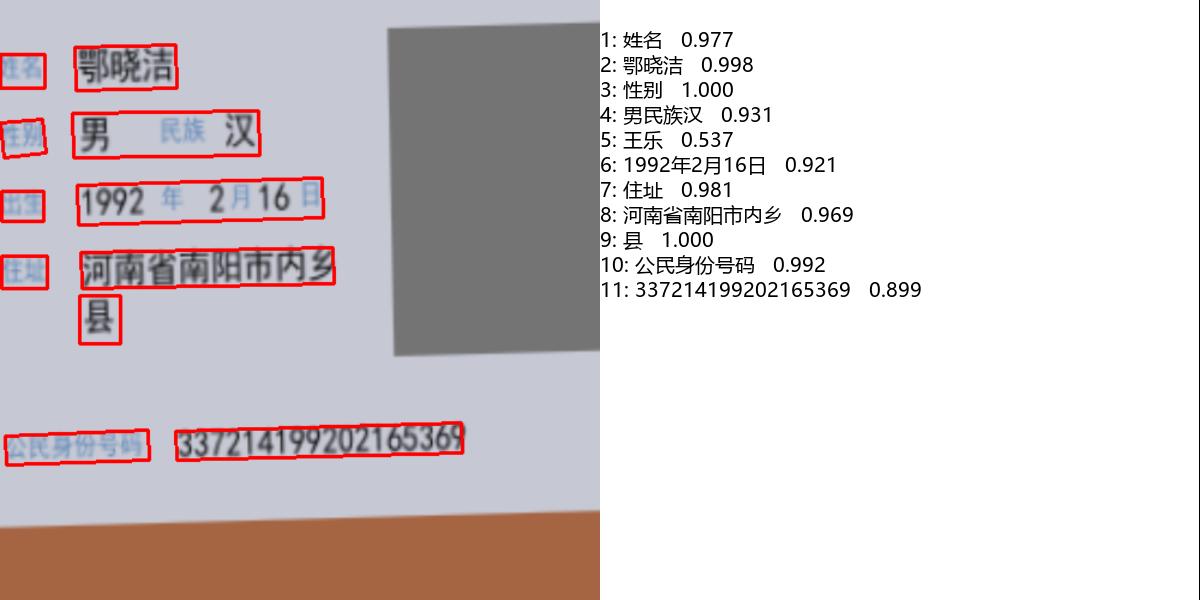 姓名 鄂晓洁
性别 男 民族 汉
出生 1992 年 2 月 16 日
住址 河南省南阳市内乡
县
公民身份号码 337214199202165369
1: 姓名 0.977
2: 鄂晓洁 0.998
3: 性别 1.000
4: 男民族汉 0.931
5: 王乐 0.537
6: 1992年2月16日 0.921
7: 住址 0.981
8: 河南省南阳市内乡 0.969
9: 县 1.000
10: 公民身份号码 0.992
11: 337214199202165369 0.899